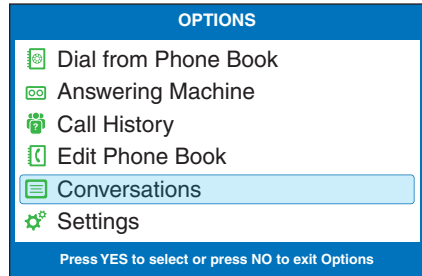 OPTIONS
Dial from Phone Book
Answering Machine
Call History
Edit Phone Book
Conversations
Settings
Press YES to select or press NO to exit Options